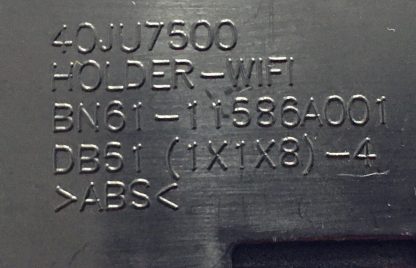 40JU7500
HOLDER-WIFI
BN61-11586A001
DB51 (1X1X8)-4
>ABS<